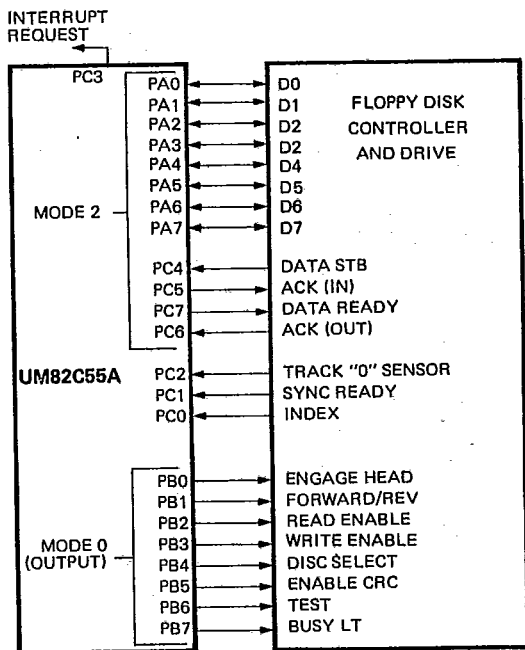 INTERRUPT
REQUEST
PC3
PA0 D0
PA1 D1 FLOPPY DISK
PA2 D2 CONTROLLER
PA3 D2 AND DRIVE
PA4 D4
PA5 D5
MODE 2
PA6 D6
PA7 D7
PC4 DATA STB
PC5 ACK (IN)
PC7 DATA READY
PC6 ACK (OUT)
UM82C55A
PC2 TRACK "0" SENSOR
PC1 SYNC READY
PC0 INDEX
PB0 ENGAGE HEAD
PB1 FORWARD/REV
PB2 READ ENABLE
MODE 0
(OUTPUT)
PB3 WRITE ENABLE
PB4 DISC SELECT
PB5 ENABLE CRC
PB6 TEST
PB7 BUSY LT